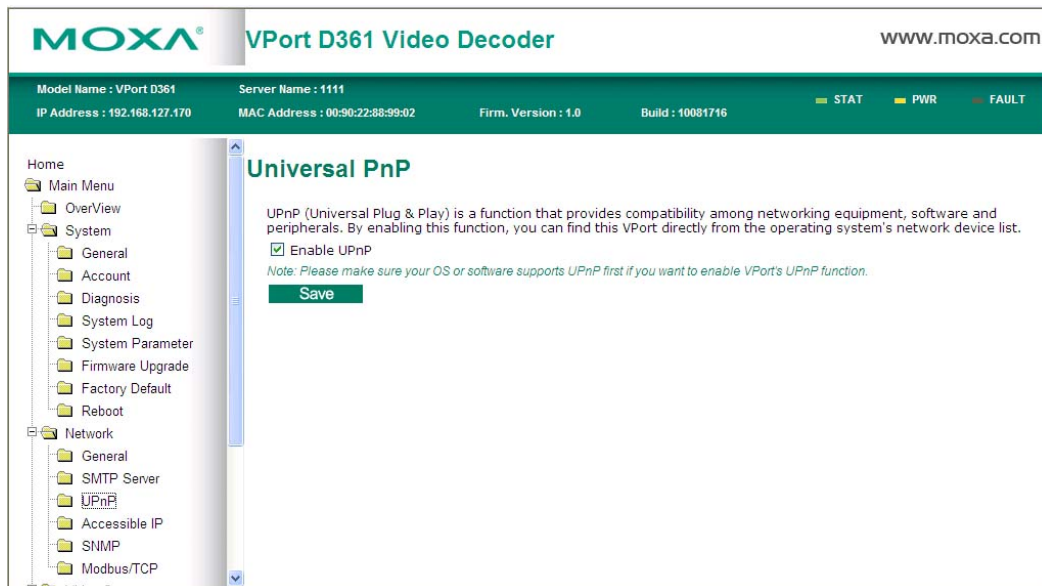 MOXA®
VPort D361 Video Decoder
www.moxa.com
Model Name : VPort D361
Server Name : 1111
IP Address : 192.168.127.170
MAC Address : 00:90:22:88:99:02
Firm. Version : 1.0
Build : 10081716
STAT
PWR
FAULT
Home
Main Menu
OverView
System
General
Account
Diagnosis
System Log
System Parameter
Firmware Upgrade
Factory Default
Reboot
Network
General
SMTP Server
UPnP
Accessible IP
SNMP
Modbus/TCP
Universal PnP
UPnP (Universal Plug & Play) is a function that provides compatibility among networking equipment, software and
peripherals. By enabling this function, you can find this VPort directly from the operating system's network device list.
Enable UPnP
Note: Please make sure your OS or software supports UPnP first if you want to enable VPort's UPnP function.
Save